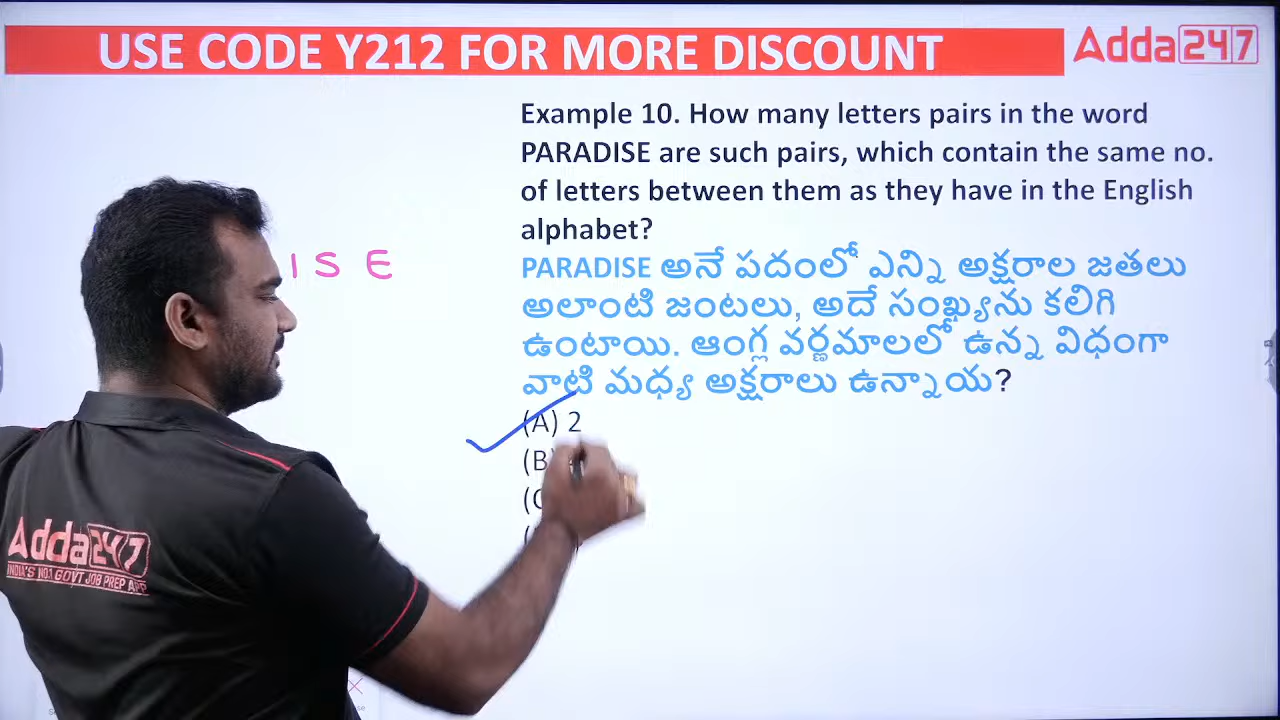 USE CODE Y212 FOR MORE DISCOUNT
Adda247
Example 10. How many letters pairs in the word
PARADISE are such pairs, which contain the same no.
of letters between them as they have in the English
alphabet?
I S E
PARADISE అనే పదంలో ఎన్ని అక్షరాల జతలు
అలాంటి జంటలు, అదే సంఖ్యను కలిగి
ఉంటాయి. ఆంగ్ల వర్ణమాలలో ఉన్న విధంగా
వాటి మధ్య అక్షరాలు ఉన్నాయ?
(A) 2
(B)
Adda247
INDIA'S NO.1 GOVT JOB PREP APP